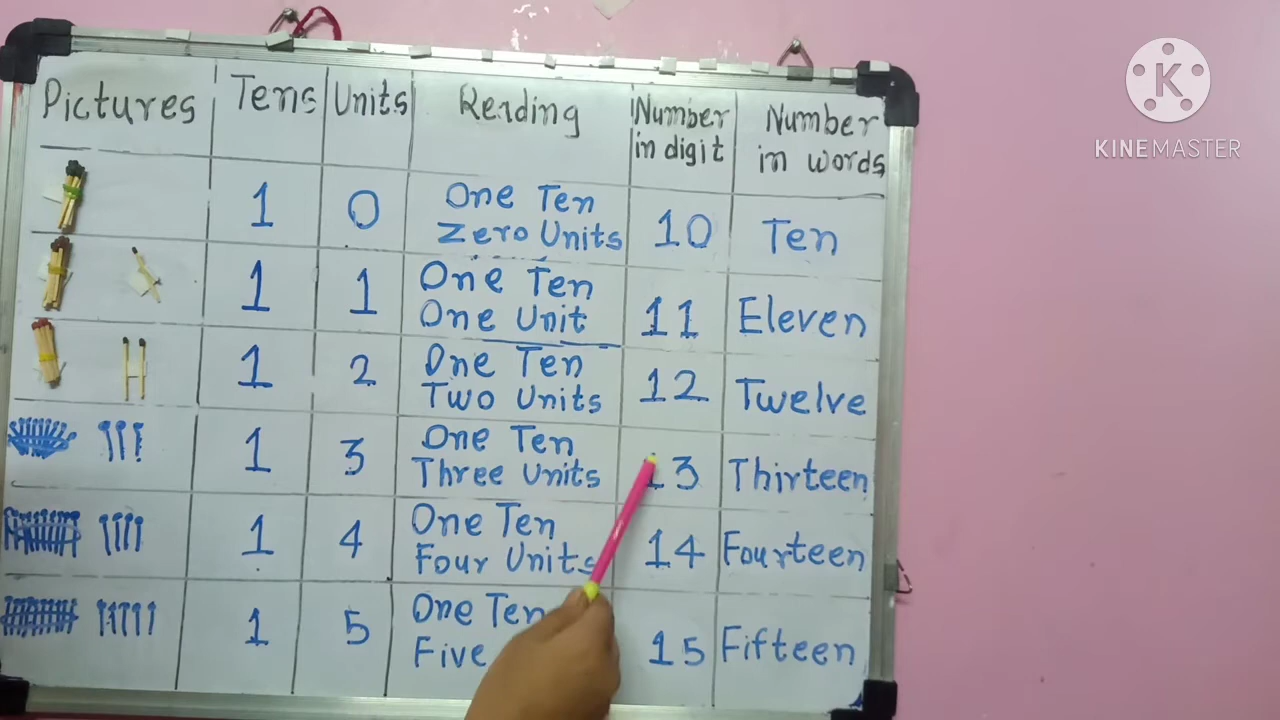 Pictures Tens Units Reading Number in digit Number in words
1 0 One Ten Zero Units 10 Ten
1 1 One Ten One Unit 11 Eleven
1 2 One Ten Two Units 12 Twelve
1 3 One Ten Three Units 13 Thirteen
1 4 One Ten Four Units 14 Fourteen
1 5 One Ten Five 15 Fifteen
K
KINEMASTER